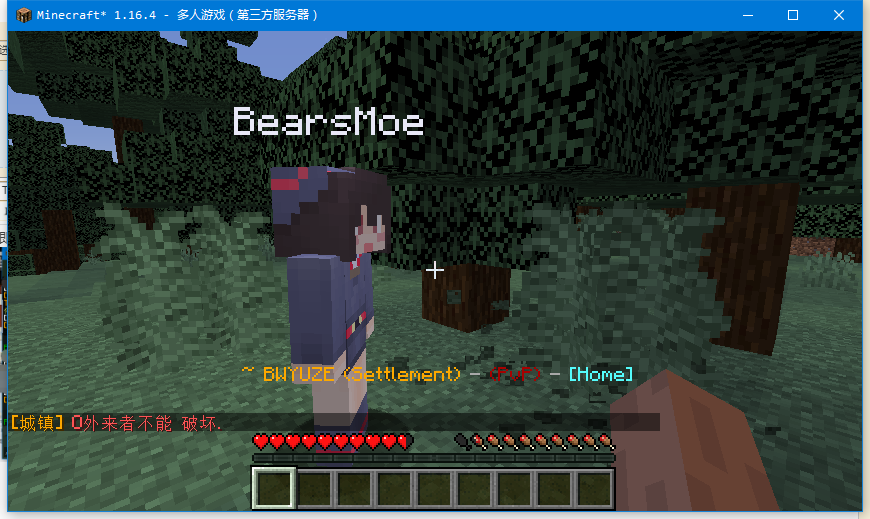 Minecraft* 1.16.4 - 多人游戏（第三方服务器）
BearsMoe
~ BWYUZE (Settlement) - (PvP) - [Home]
[城镇] O外来者不能 破坏.